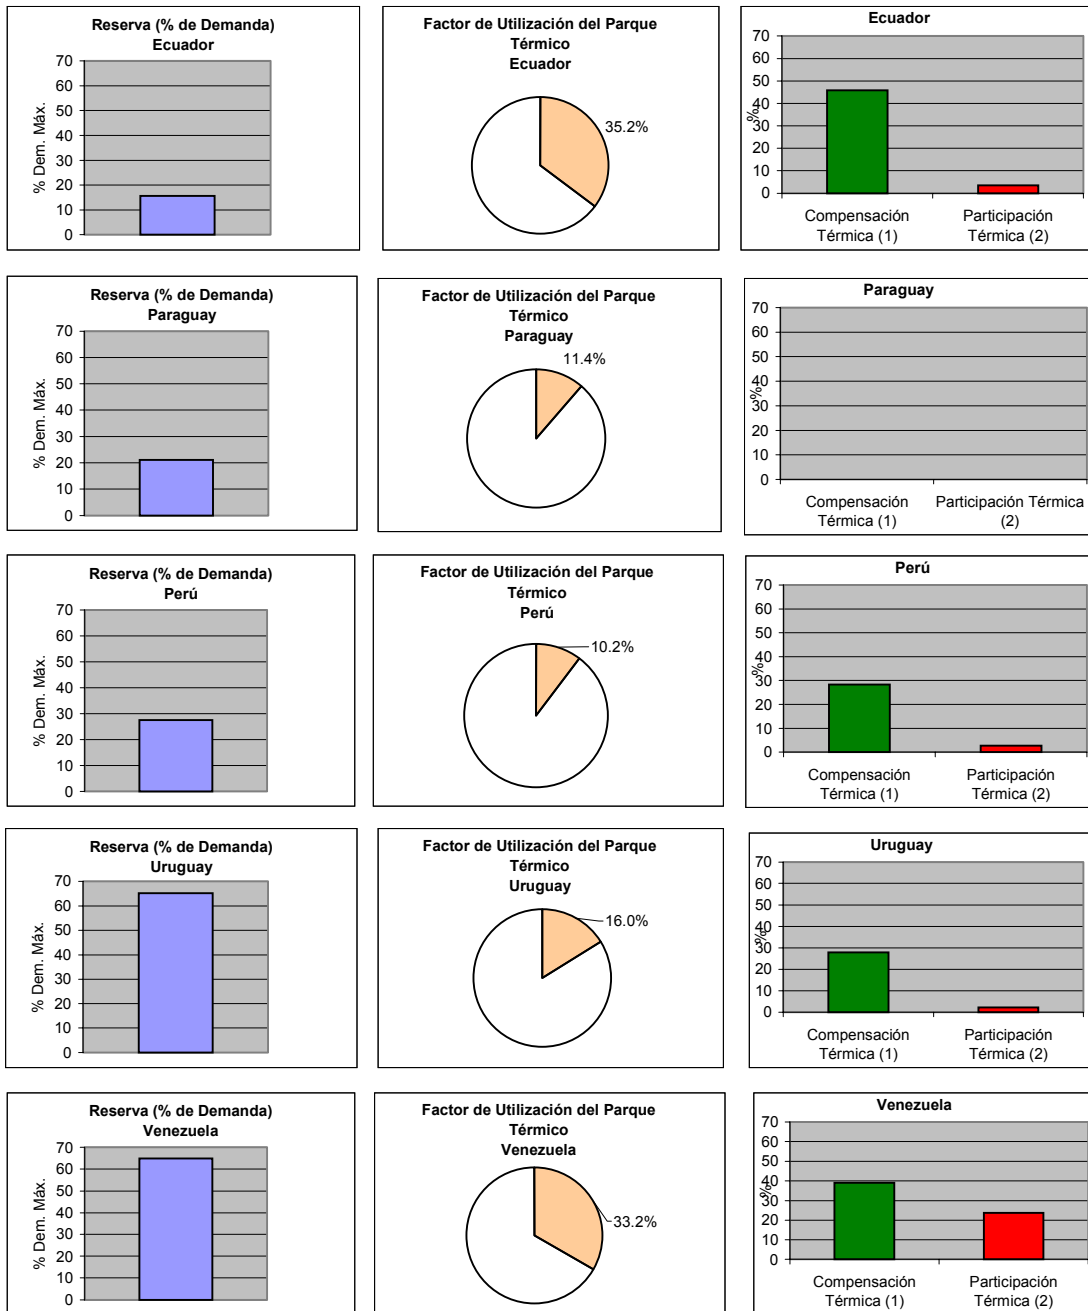 Reserva (% de Demanda)
Ecuador
70
60
50
40
30
20
10
0
% Dem. Máx.
Factor de Utilización del Parque
Térmico
Ecuador
35.2%
Ecuador
70
60
50
40
30
20
10
0
%
Compensación
Térmica (1)
Participación
Térmica (2)
Reserva (% de Demanda)
Paraguay
70
60
50
40
30
20
10
0
% Dem. Máx.
Factor de Utilización del Parque
Térmico
Paraguay
11.4%
Paraguay
70
60
50
40
30
20
10
0
%
Compensación
Térmica (1)
Participación Térmica
(2)
Reserva (% de Demanda)
Perú
70
60
50
40
30
20
10
0
% Dem. Máx.
Factor de Utilización del Parque
Térmico
Perú
10.2%
Perú
70
60
50
40
30
20
10
0
%
Compensación
Térmica (1)
Participación
Térmica (2)
Reserva (% de Demanda)
Uruguay
70
60
50
40
30
20
10
0
% Dem. Máx.
Factor de Utilización del Parque
Térmico
Uruguay
16.0%
Uruguay
70
60
50
40
30
20
10
0
%
Compensación
Térmica (1)
Participación
Térmica (2)
Reserva (% de Demanda)
Venezuela
70
60
50
40
30
20
10
0
% Dem. Máx.
Factor de Utilización del Parque
Térmico
Venezuela
33.2%
Venezuela
70
60
50
40
30
20
10
0
%
Compensación
Térmica (1)
Participación
Térmica (2)